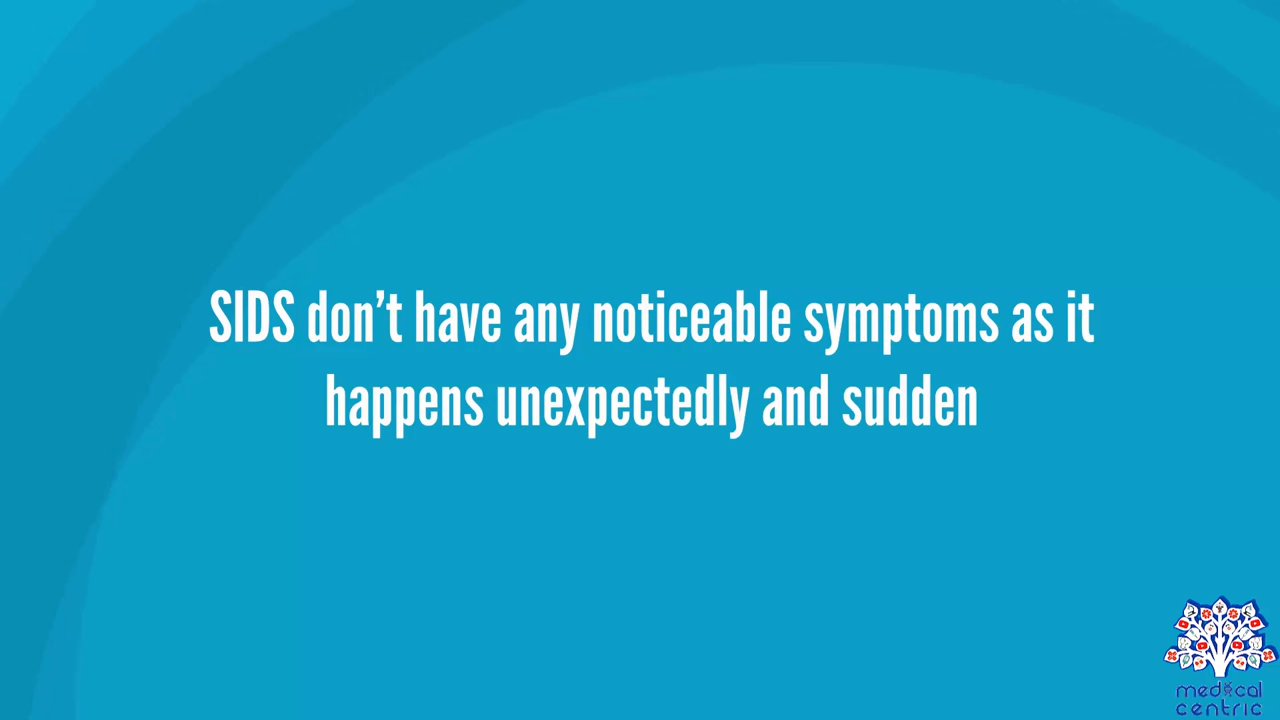 SIDS don't have any noticeable symptoms as it
happens unexpectedly and sudden
medical
centric